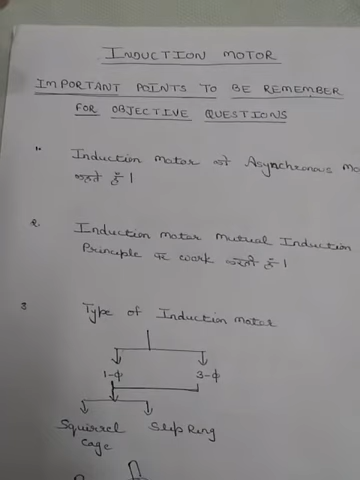 INDUCTION MOTOR
IMPORTANT POINTS TO BE REMEMBER
FOR OBJECTIVE QUESTIONS
1. Induction Motor को Asynchronous Mo
कहते हैं।
2. Induction motor Mutual Induction
Principle पर work करती है।
3 Type of Induction motor
1-Φ 3-Φ
Squirrel Slip Ring
Cage